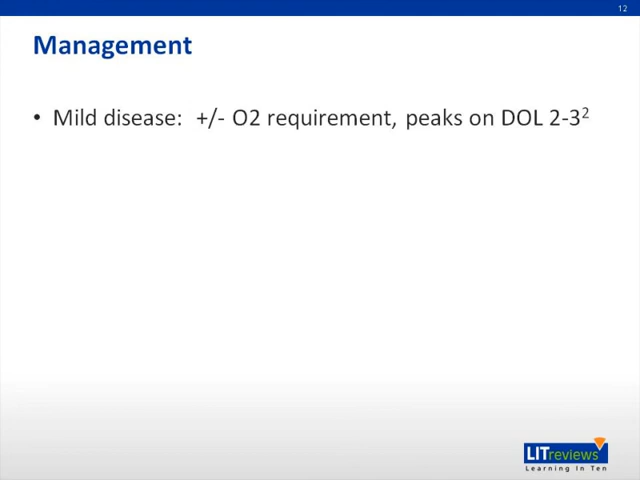 12
Management
• Mild disease: +/- O2 requirement, peaks on DOL 2-3²
LITreviews
Learning In Ten